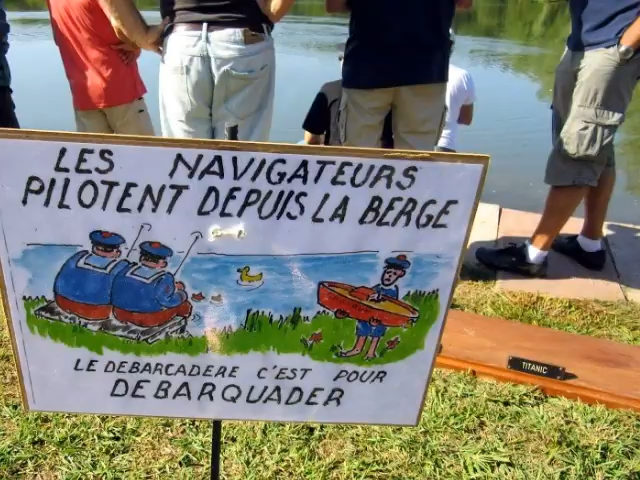 LES NAVIGATEURS
PILOTENT DEPUIS LA BERGE
LE DEBARCADERE C'EST POUR
DEBARQUADER
TITANIC